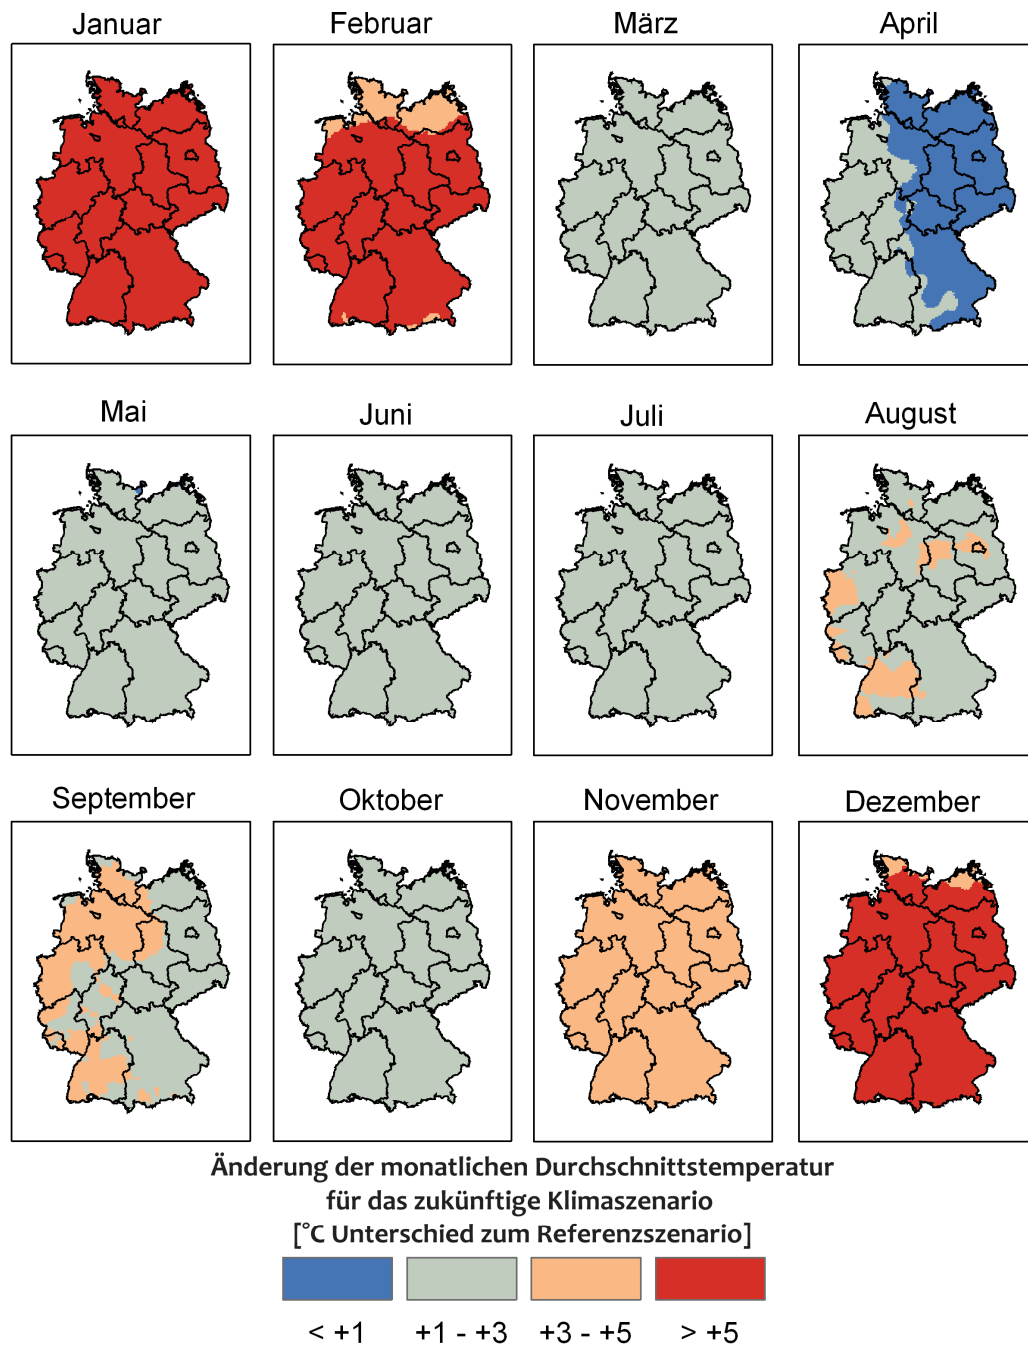 Januar
Februar
März
April
Mai
Juni
Juli
August
September
Oktober
November
Dezember
Änderung der monatlichen Durchschnittstemperatur
für das zukünftige Klimaszenario
[°C Unterschied zum Referenzszenario]
< +1
+1 - +3
+3 - +5
> +5